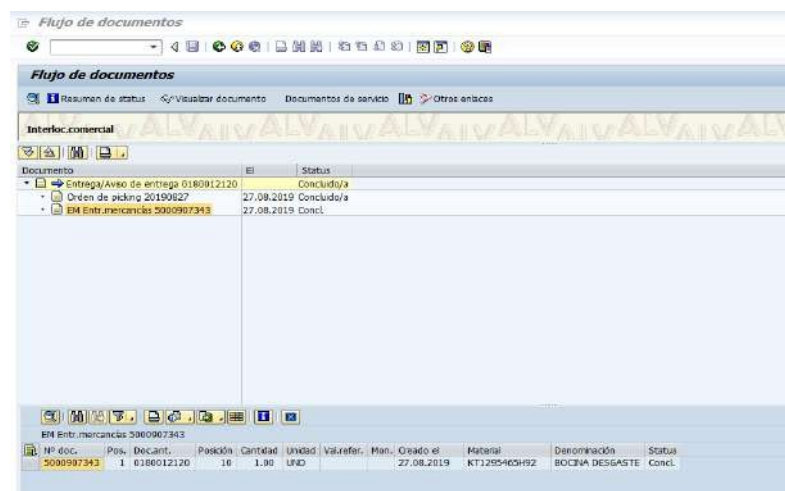 Flujo de documentos
Flujo de documentos
Resumen de status Visualizar documento Documentos de servicio Otros enlaces
Interloc.comercial
Documento El Status
Entrega/Aviso de entrega 0180012120 Concluido/a
Orden de picking 20190827 27.08.2019 Concluido/a
EM Entr.mercancías 5000907343 27.08.2019 Concl.
EM Entr.mercancías 5000907343
Nº doc. Pos. Doc.ant. Posición Cantidad Unidad Val.refer. Mon. Creado el Material Denominación Status
5000907343 1 0180012120 10 1.00 UND 27.08.2019 KT1295465H92 BOCINA DESGASTE Concl.